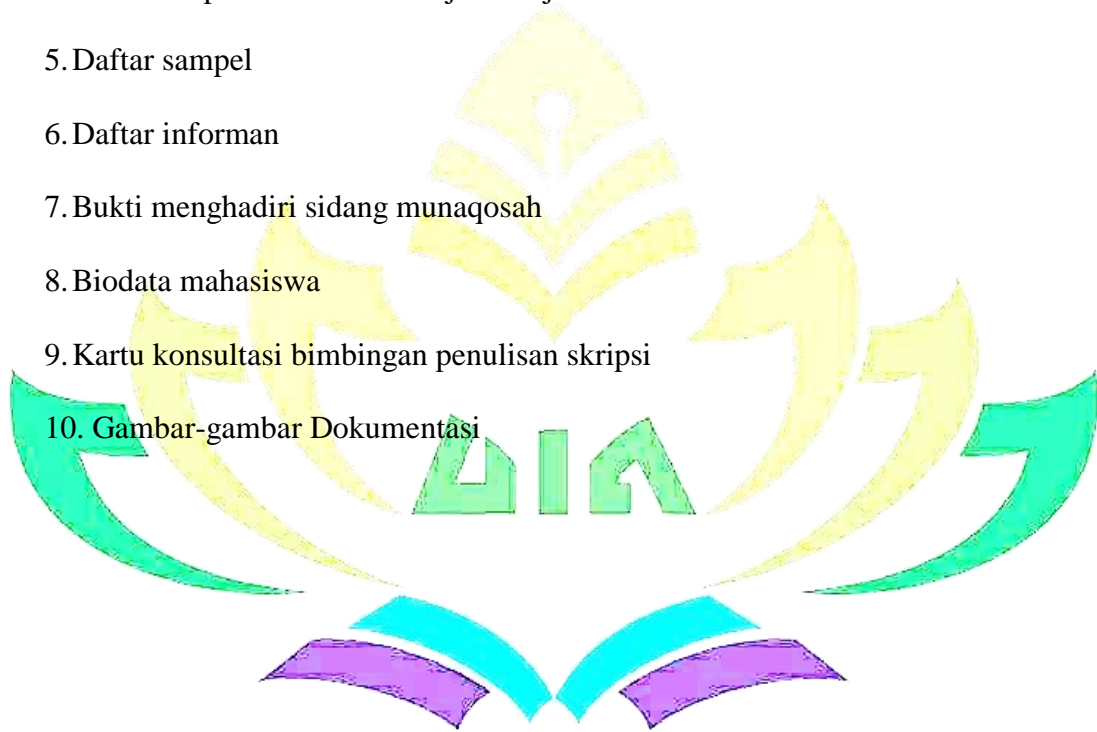 5. Daftar sampel
6. Daftar informan
7. Bukti menghadiri sidang munaqosah
8. Biodata mahasiswa
9. Kartu konsultasi bimbingan penulisan skripsi
10. Gambar-gambar Dokumentasi